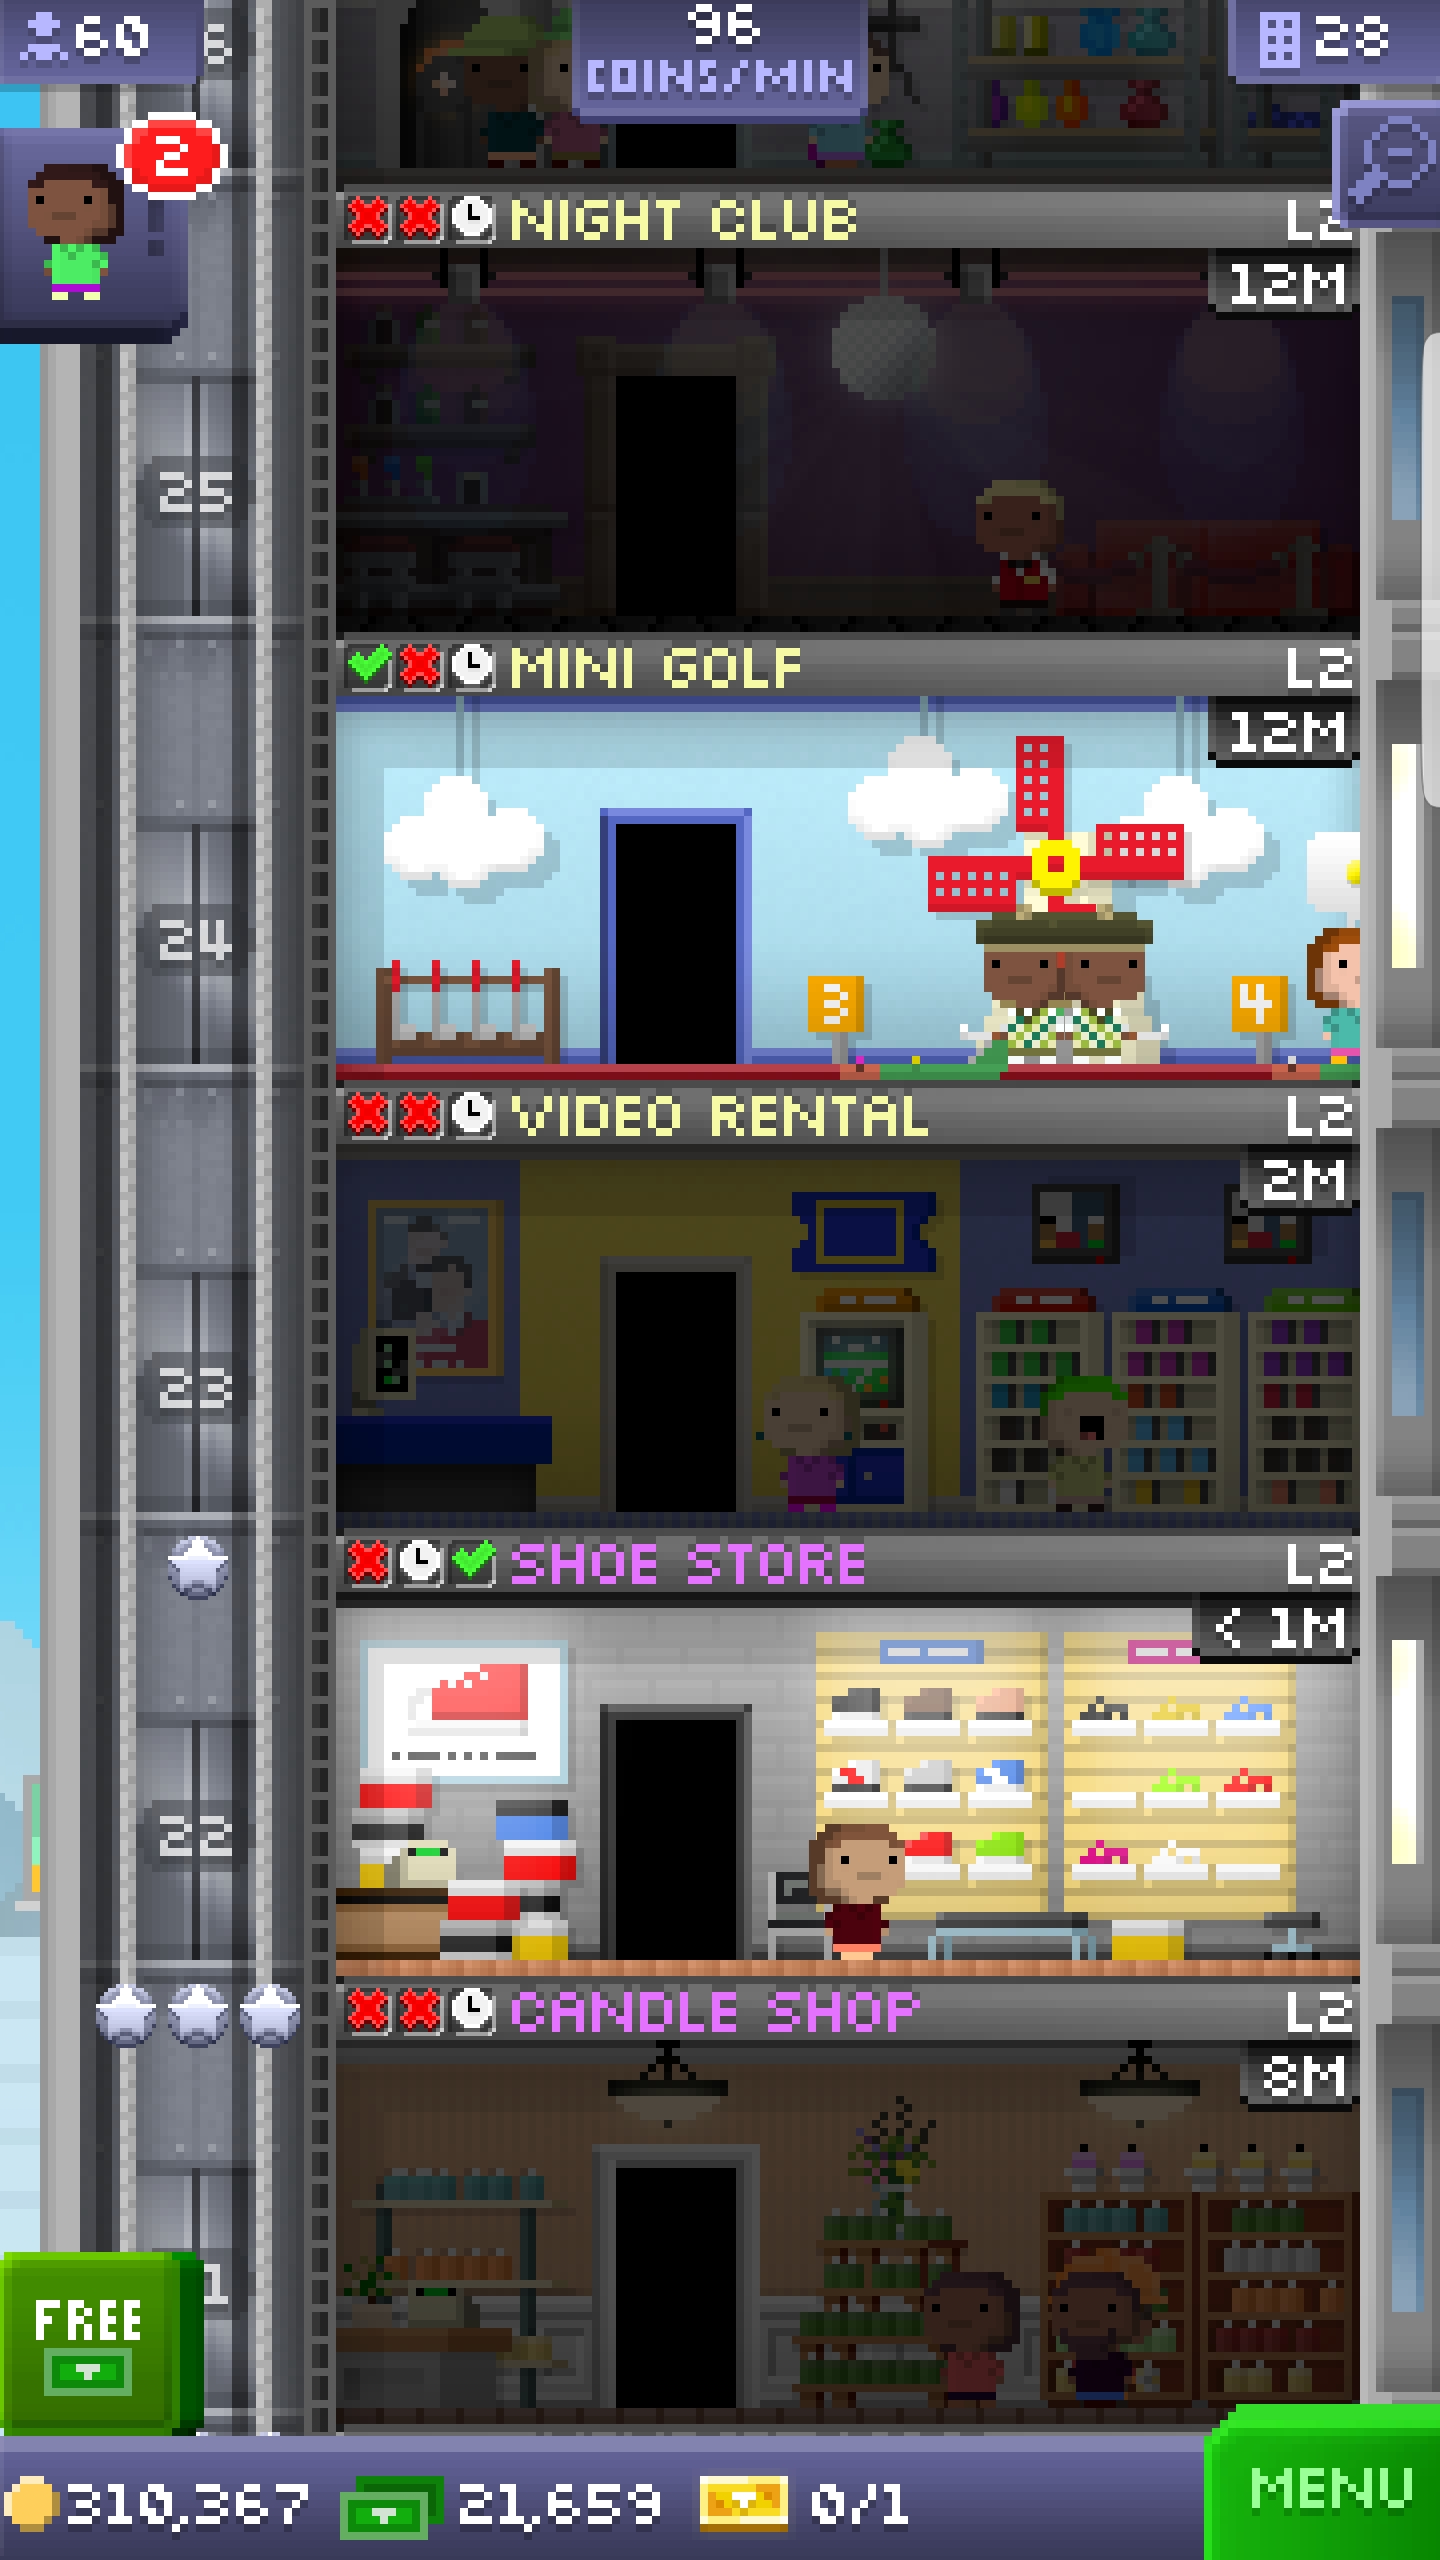 60
96
COINS/MIN
28
2
NIGHT CLUB L2
12M
25
MINI GOLF L2
12M
24
3
4
VIDEO RENTAL L2
2M
23
SHOE STORE L2
< 1M
22
CANDLE SHOP L2
8M
FREE
310,367 21,659 0/1
MENU